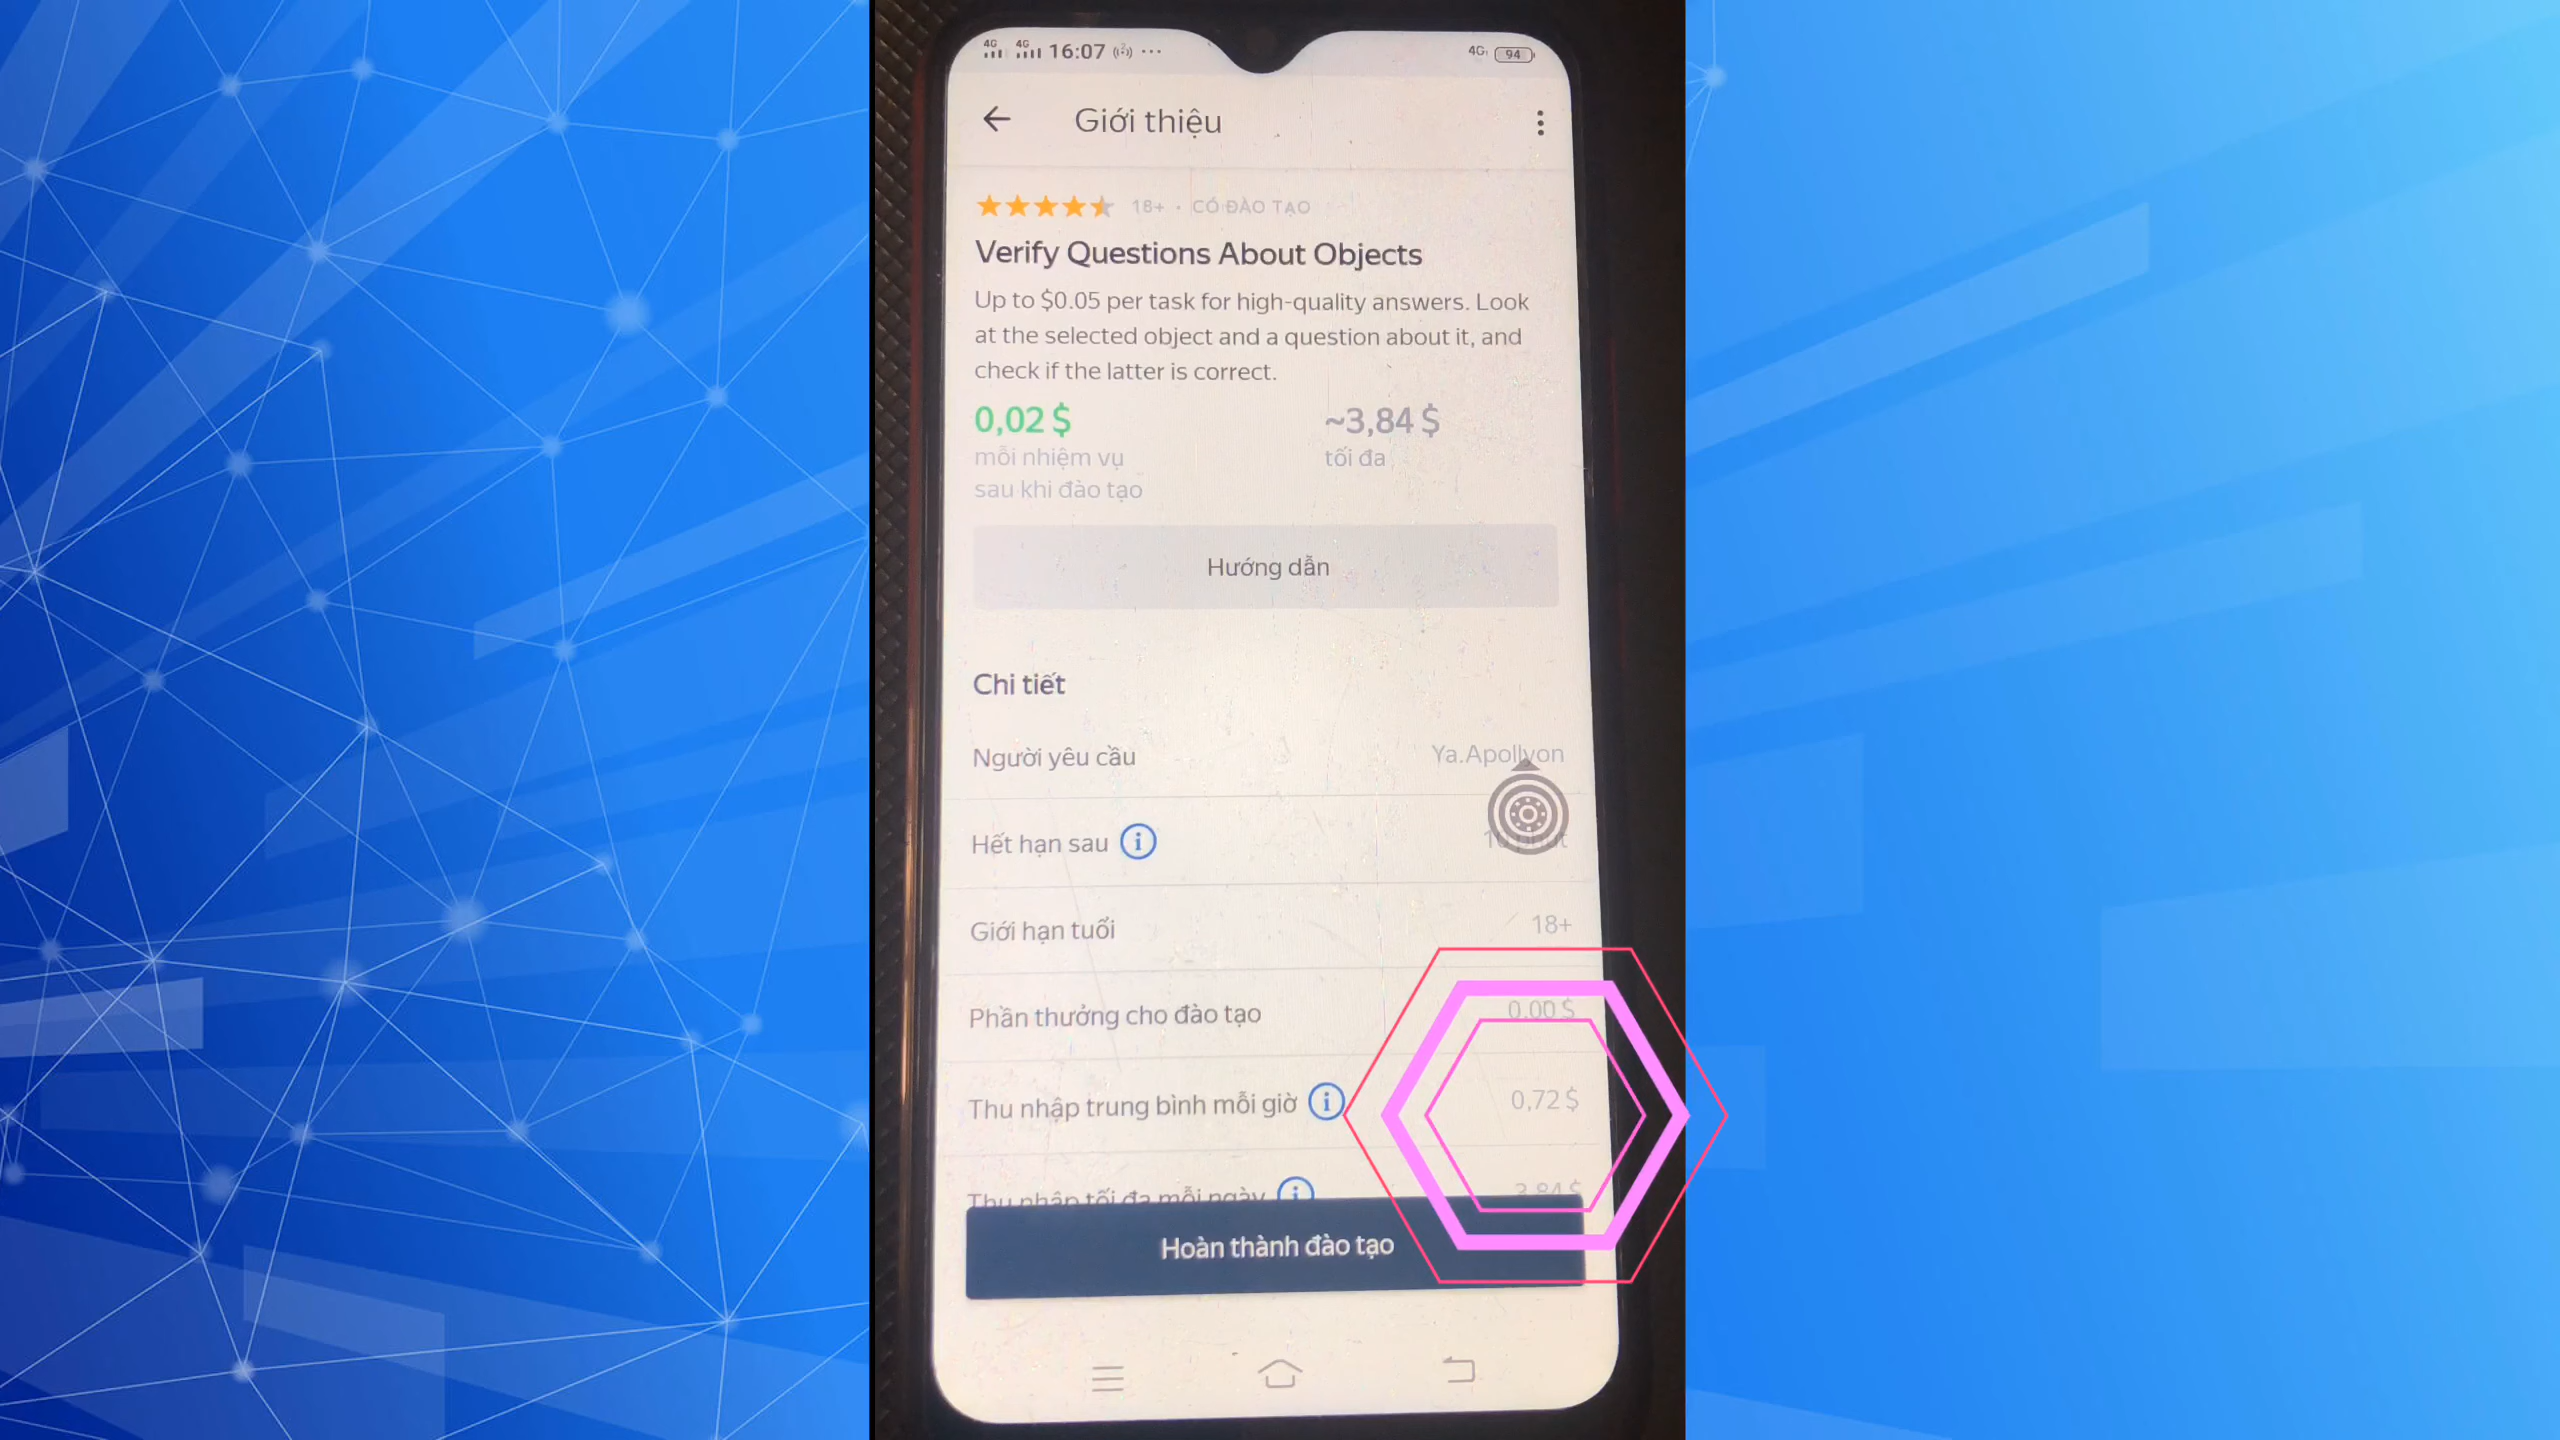 4G 4G 16:07 ... 4G 94
Giới thiệu
18+ • CÓ ĐÀO TẠO
Verify Questions About Objects
Up to $0.05 per task for high-quality answers. Look
at the selected object and a question about it, and
check if the latter is correct.
0,02 $ ~3,84 $
mỗi nhiệm vụ tối đa
sau khi đào tạo
Hướng dẫn
Chi tiết
Người yêu cầu Ya.Apollyon
Hết hạn sau
Giới hạn tuổi 18+
Phần thưởng cho đào tạo 0,00 $
Thu nhập trung bình mỗi giờ 0,72 $
Thu nhập tối đa mỗi ngày 3,84 $
Hoàn thành đào tạo